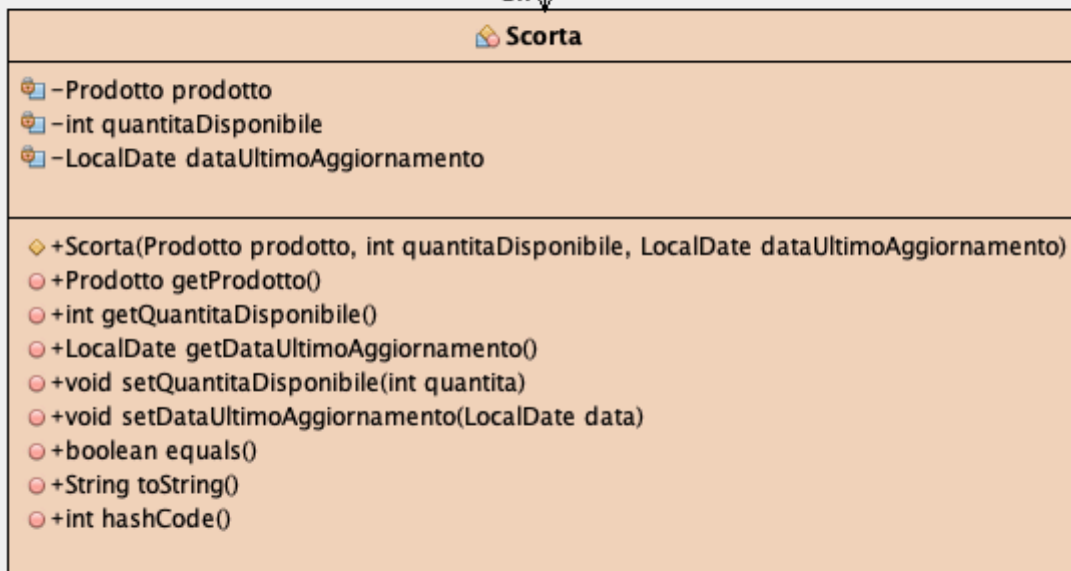 Scorta
-Prodotto prodotto
-int quantitaDisponibile
-LocalDate dataUltimoAggiornamento
+Scorta(Prodotto prodotto, int quantitaDisponibile, LocalDate dataUltimoAggiornamento)
+Prodotto getProdotto()
+int getQuantitaDisponibile()
+LocalDate getDataUltimoAggiornamento()
+void setQuantitaDisponibile(int quantita)
+void setDataUltimoAggiornamento(LocalDate data)
+boolean equals()
+String toString()
+int hashCode()